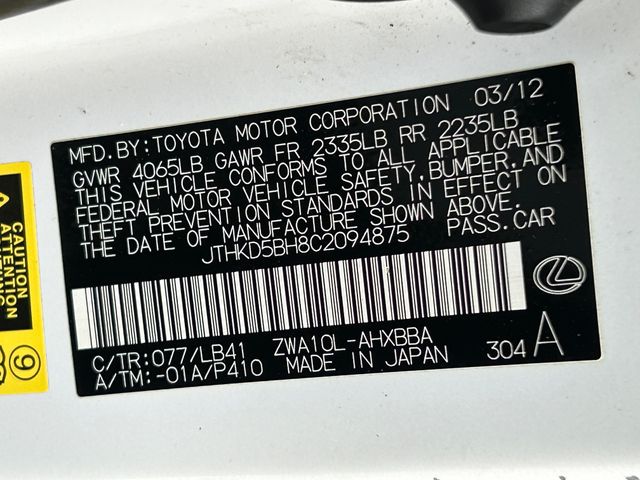 MFD.BY:TOYOTA MOTOR CORPORATION 03/12
GVWR 4065LB GAWR FR 2335LB RR 2235LB
THIS VEHICLE CONFORMS TO ALL APPLICABLE
FEDERAL MOTOR VEHICLE SAFETY,BUMPER,AND
THEFT PREVENTION STANDARDS IN EFFECT ON
THE DATE OF MANUFACTURE SHOWN ABOVE.
JTHKD5BH8C2094875 PASS.CAR
C/TR:077/LB41 ZWA10L-AHXBBA
A/TM:-01A/P410 MADE IN JAPAN 304 A
CAUTION
ATTENTION
9